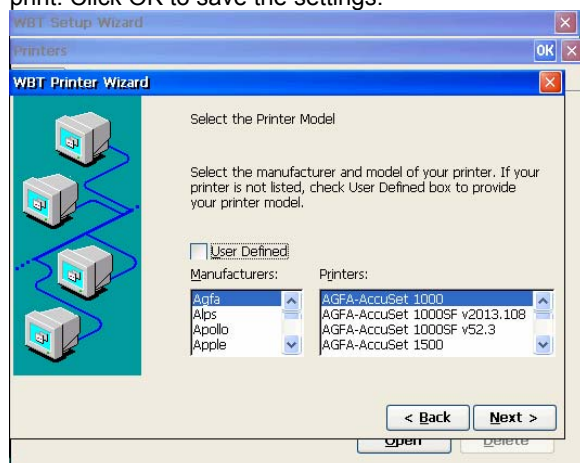 print. Click OK to save the settings.
WBT Setup Wizard
Printers
OK
WBT Printer Wizard
Select the Printer Model
Select the manufacturer and model of your printer. If your
printer is not listed, check User Defined box to provide
your printer model.
User Defined
Manufacturers:
Printers:
Agfa
Alps
Apollo
Apple
AGFA-AccuSet 1000
AGFA-AccuSet 1000SF v2013.108
AGFA-AccuSet 1000SF v52.3
AGFA-AccuSet 1500
< Back
Next >
Open
Delete